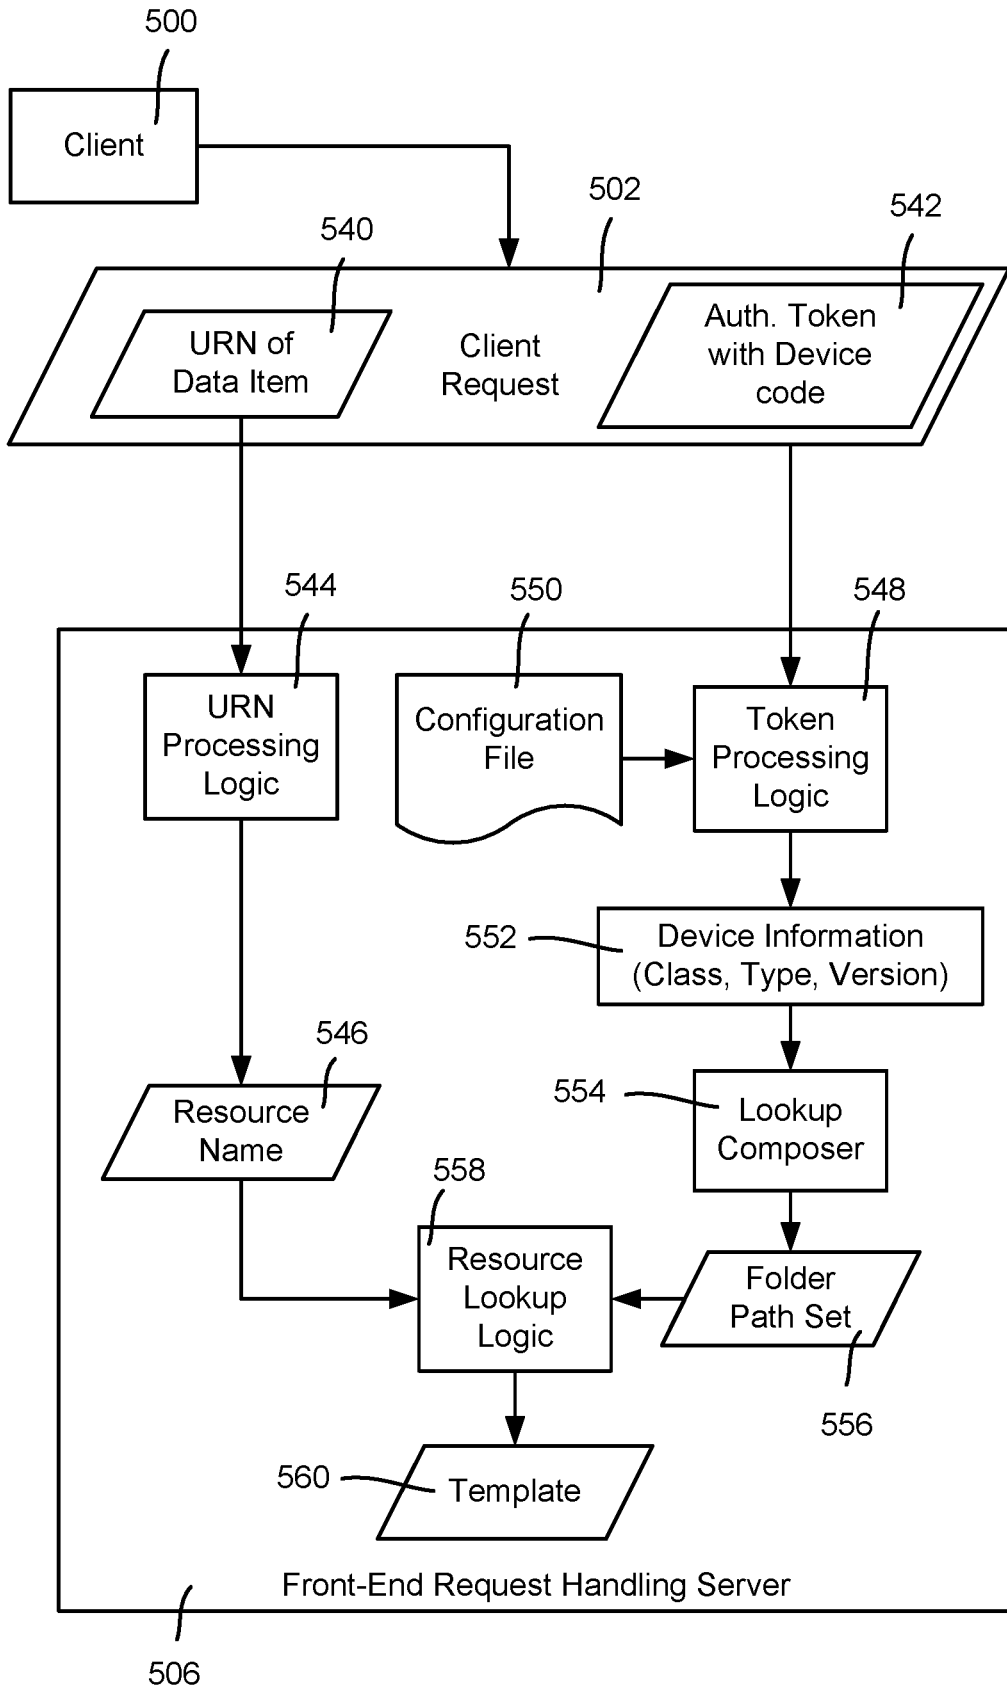 500
Client
502
542
540
URN of
Data Item
Client
Request
Auth. Token
with Device
code
544
550
548
URN
Processing
Logic
Configuration
File
Token
Processing
Logic
552
Device Information
(Class, Type, Version)
546
Resource
Name
554
Lookup
Composer
558
Resource
Lookup
Logic
Folder
Path Set
556
560
Template
Front-End Request Handling Server
506